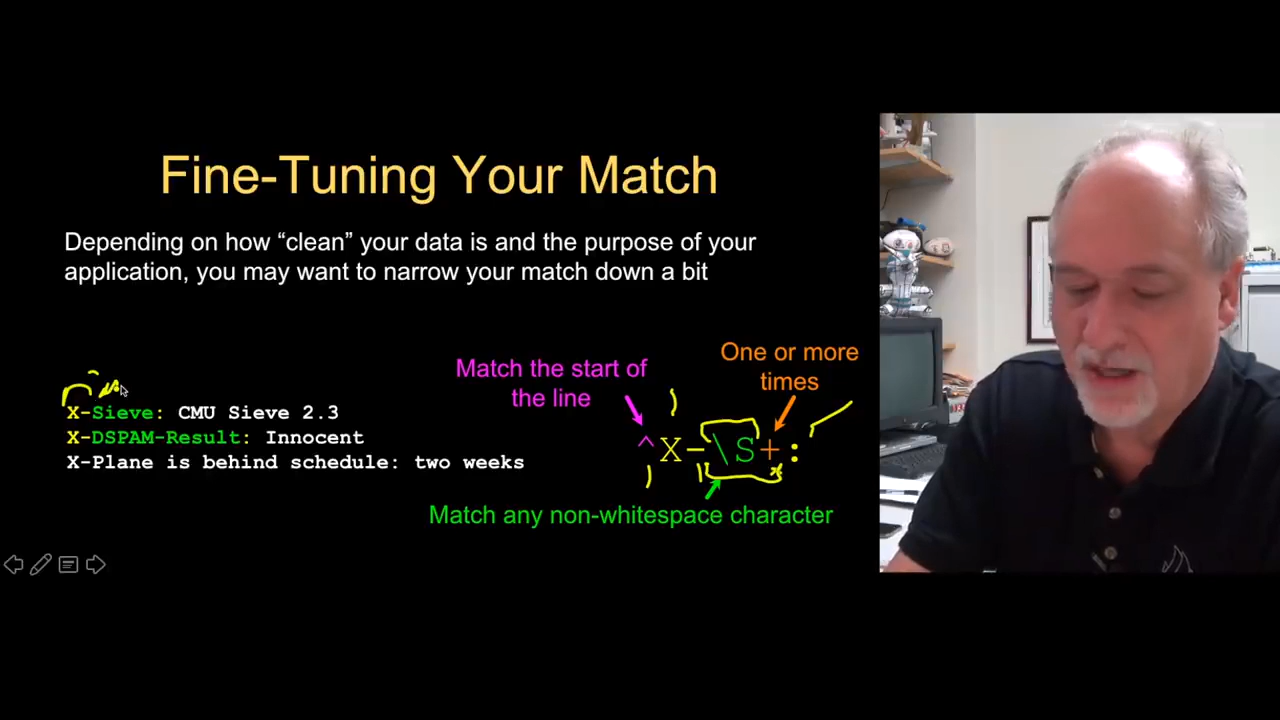 Fine-Tuning Your Match
Depending on how “clean” your data is and the purpose of your
application, you may want to narrow your match down a bit
One or more
times
Match the start of
the line
X-Sieve: CMU Sieve 2.3
X-DSPAM-Result: Innocent
X-Plane is behind schedule: two weeks
^X-\S+:
Match any non-whitespace character